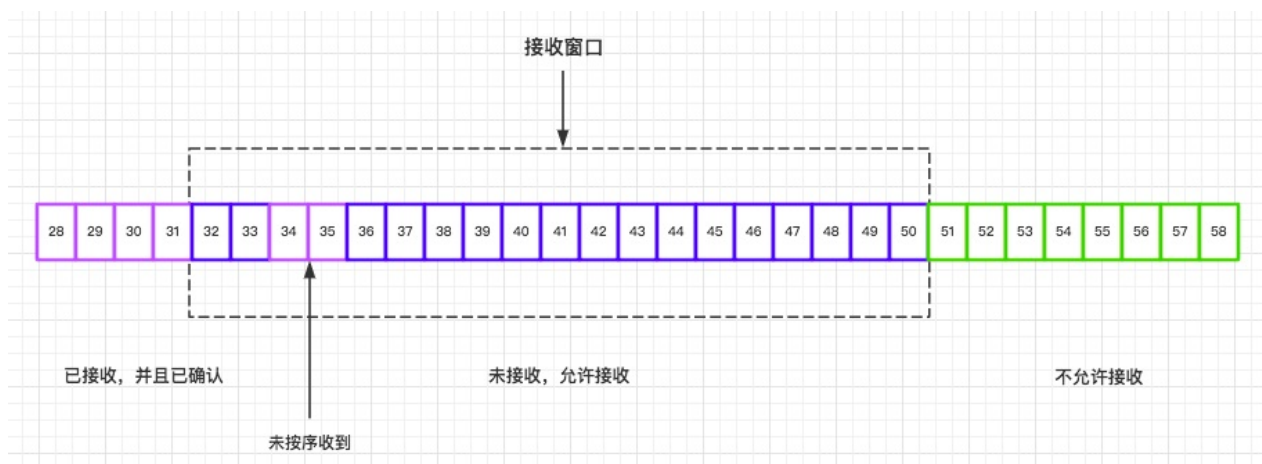 接收窗口
28 29 30 31 32 33 34 35 36 37 38 39 40 41 42 43 44 45 46 47 48 49 50 51 52 53 54 55 56 57 58
已接收，并且已确认 未接收，允许接收 不允许接收
未按序收到